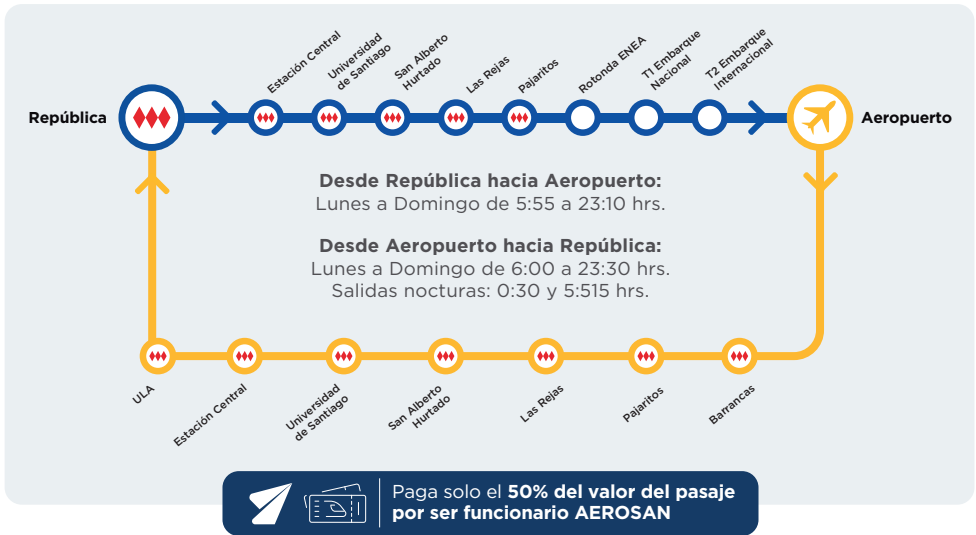 Estación Central
Universidad
de Santiago
San Alberto
Hurtado
Las Rejas
Pajaritos
Rotonda ENEA
T1 Embarque
Nacional
T2 Embarque
Internacional
República
Aeropuerto
Desde República hacia Aeropuerto:
Lunes a Domingo de 5:55 a 23:10 hrs.
Desde Aeropuerto hacia República:
Lunes a Domingo de 6:00 a 23:30 hrs.
Salidas nocturas: 0:30 y 5:515 hrs.
ULA
Estación Central
Universidad
de Santiago
San Alberto
Hurtado
Las Rejas
Pajaritos
Barrancas
Paga solo el 50% del valor del pasaje
por ser funcionario AEROSAN